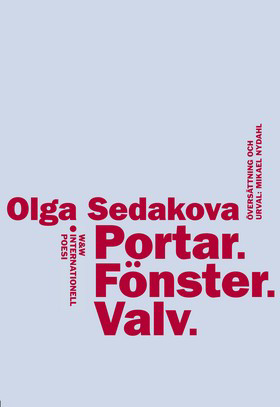 ÖVERSÄTTNING OCH
URVAL: MIKAEL NYDAHL
Olga Sedakova
W&W
INTERNATIONELL
POESI
Portar.
Fönster.
Valv.